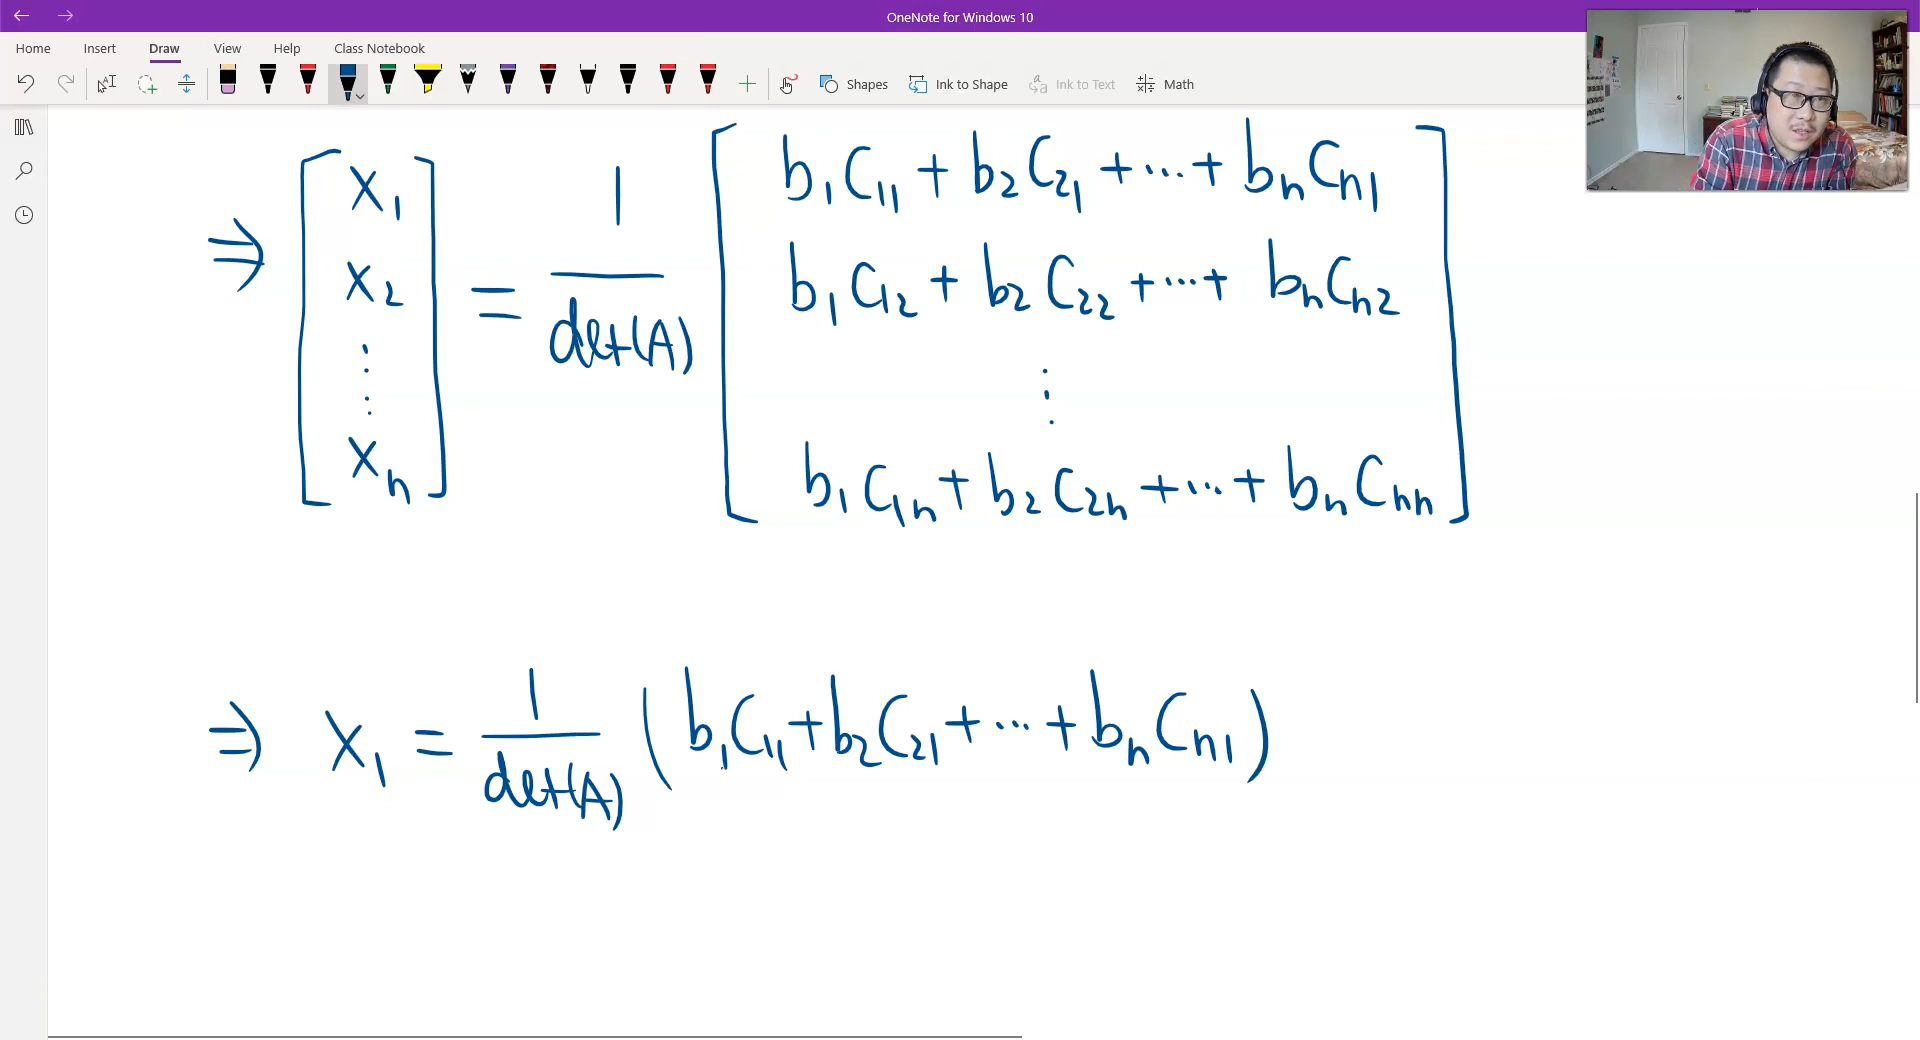 OneNote for Windows 10
Home Insert Draw View Help Class Notebook
Shapes Ink to Shape Ink to Text Math
⇒ [x₁ x₂ ⋮ xₙ] = 1/det(A) [
b₁C₁₁ + b₂C₂₁ + ⋯ + bₙCₙ₁
b₁C₁₂ + b₂C₂₂ + ⋯ + bₙCₙ₂
⋮
b₁C₁ₙ + b₂C₂ₙ + ⋯ + bₙCₙₙ ]
⇒ x₁ = 1/det(A) (b₁C₁₁ + b₂C₂₁ + ⋯ + bₙCₙ₁)